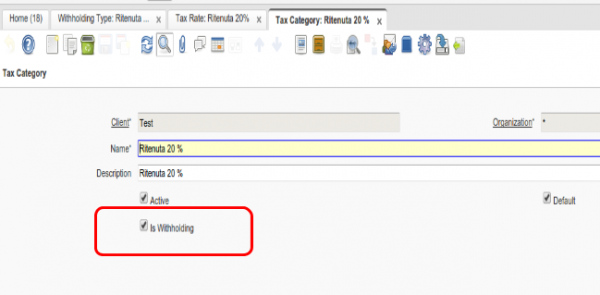 Home (18) Withholding Type: Ritenuta ... Tax Rate: Ritenuta 20% Tax Category: Ritenuta 20 %
Tax Category
Client* Test Organization* *
Name* Ritenuta 20 %
Description Ritenuta 20 %
Active Default
Is Withholding